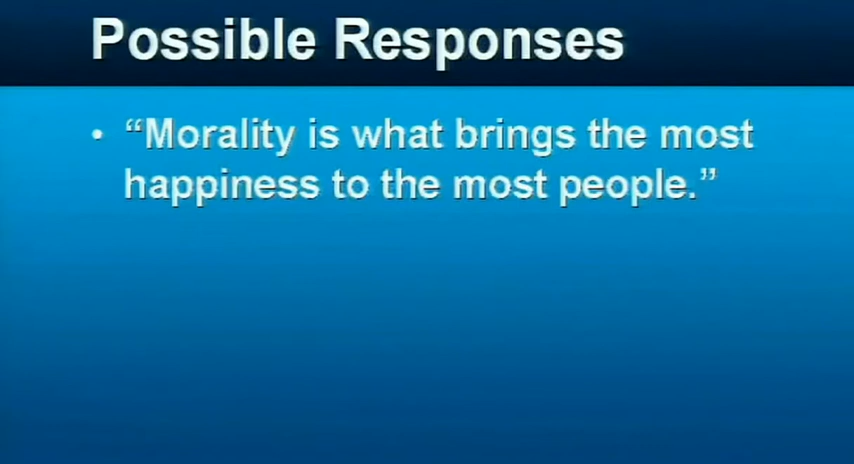 Possible Responses
• “Morality is what brings the most
happiness to the most people.”